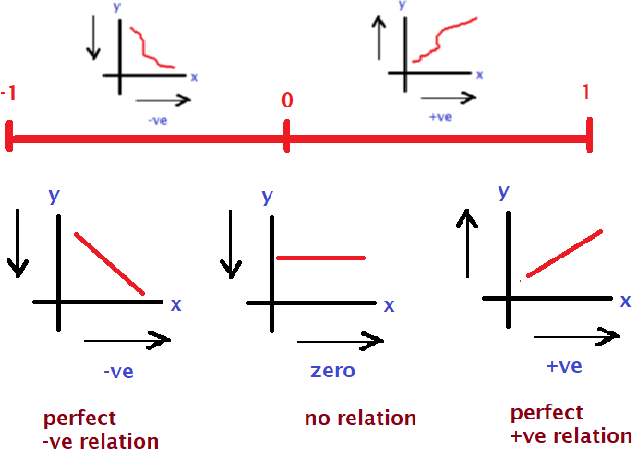 y
x
-ve
y
x
+ve
-1
0
1
y
x
-ve
y
x
zero
y
x
+ve
perfect
-ve relation
no relation
perfect
+ve relation